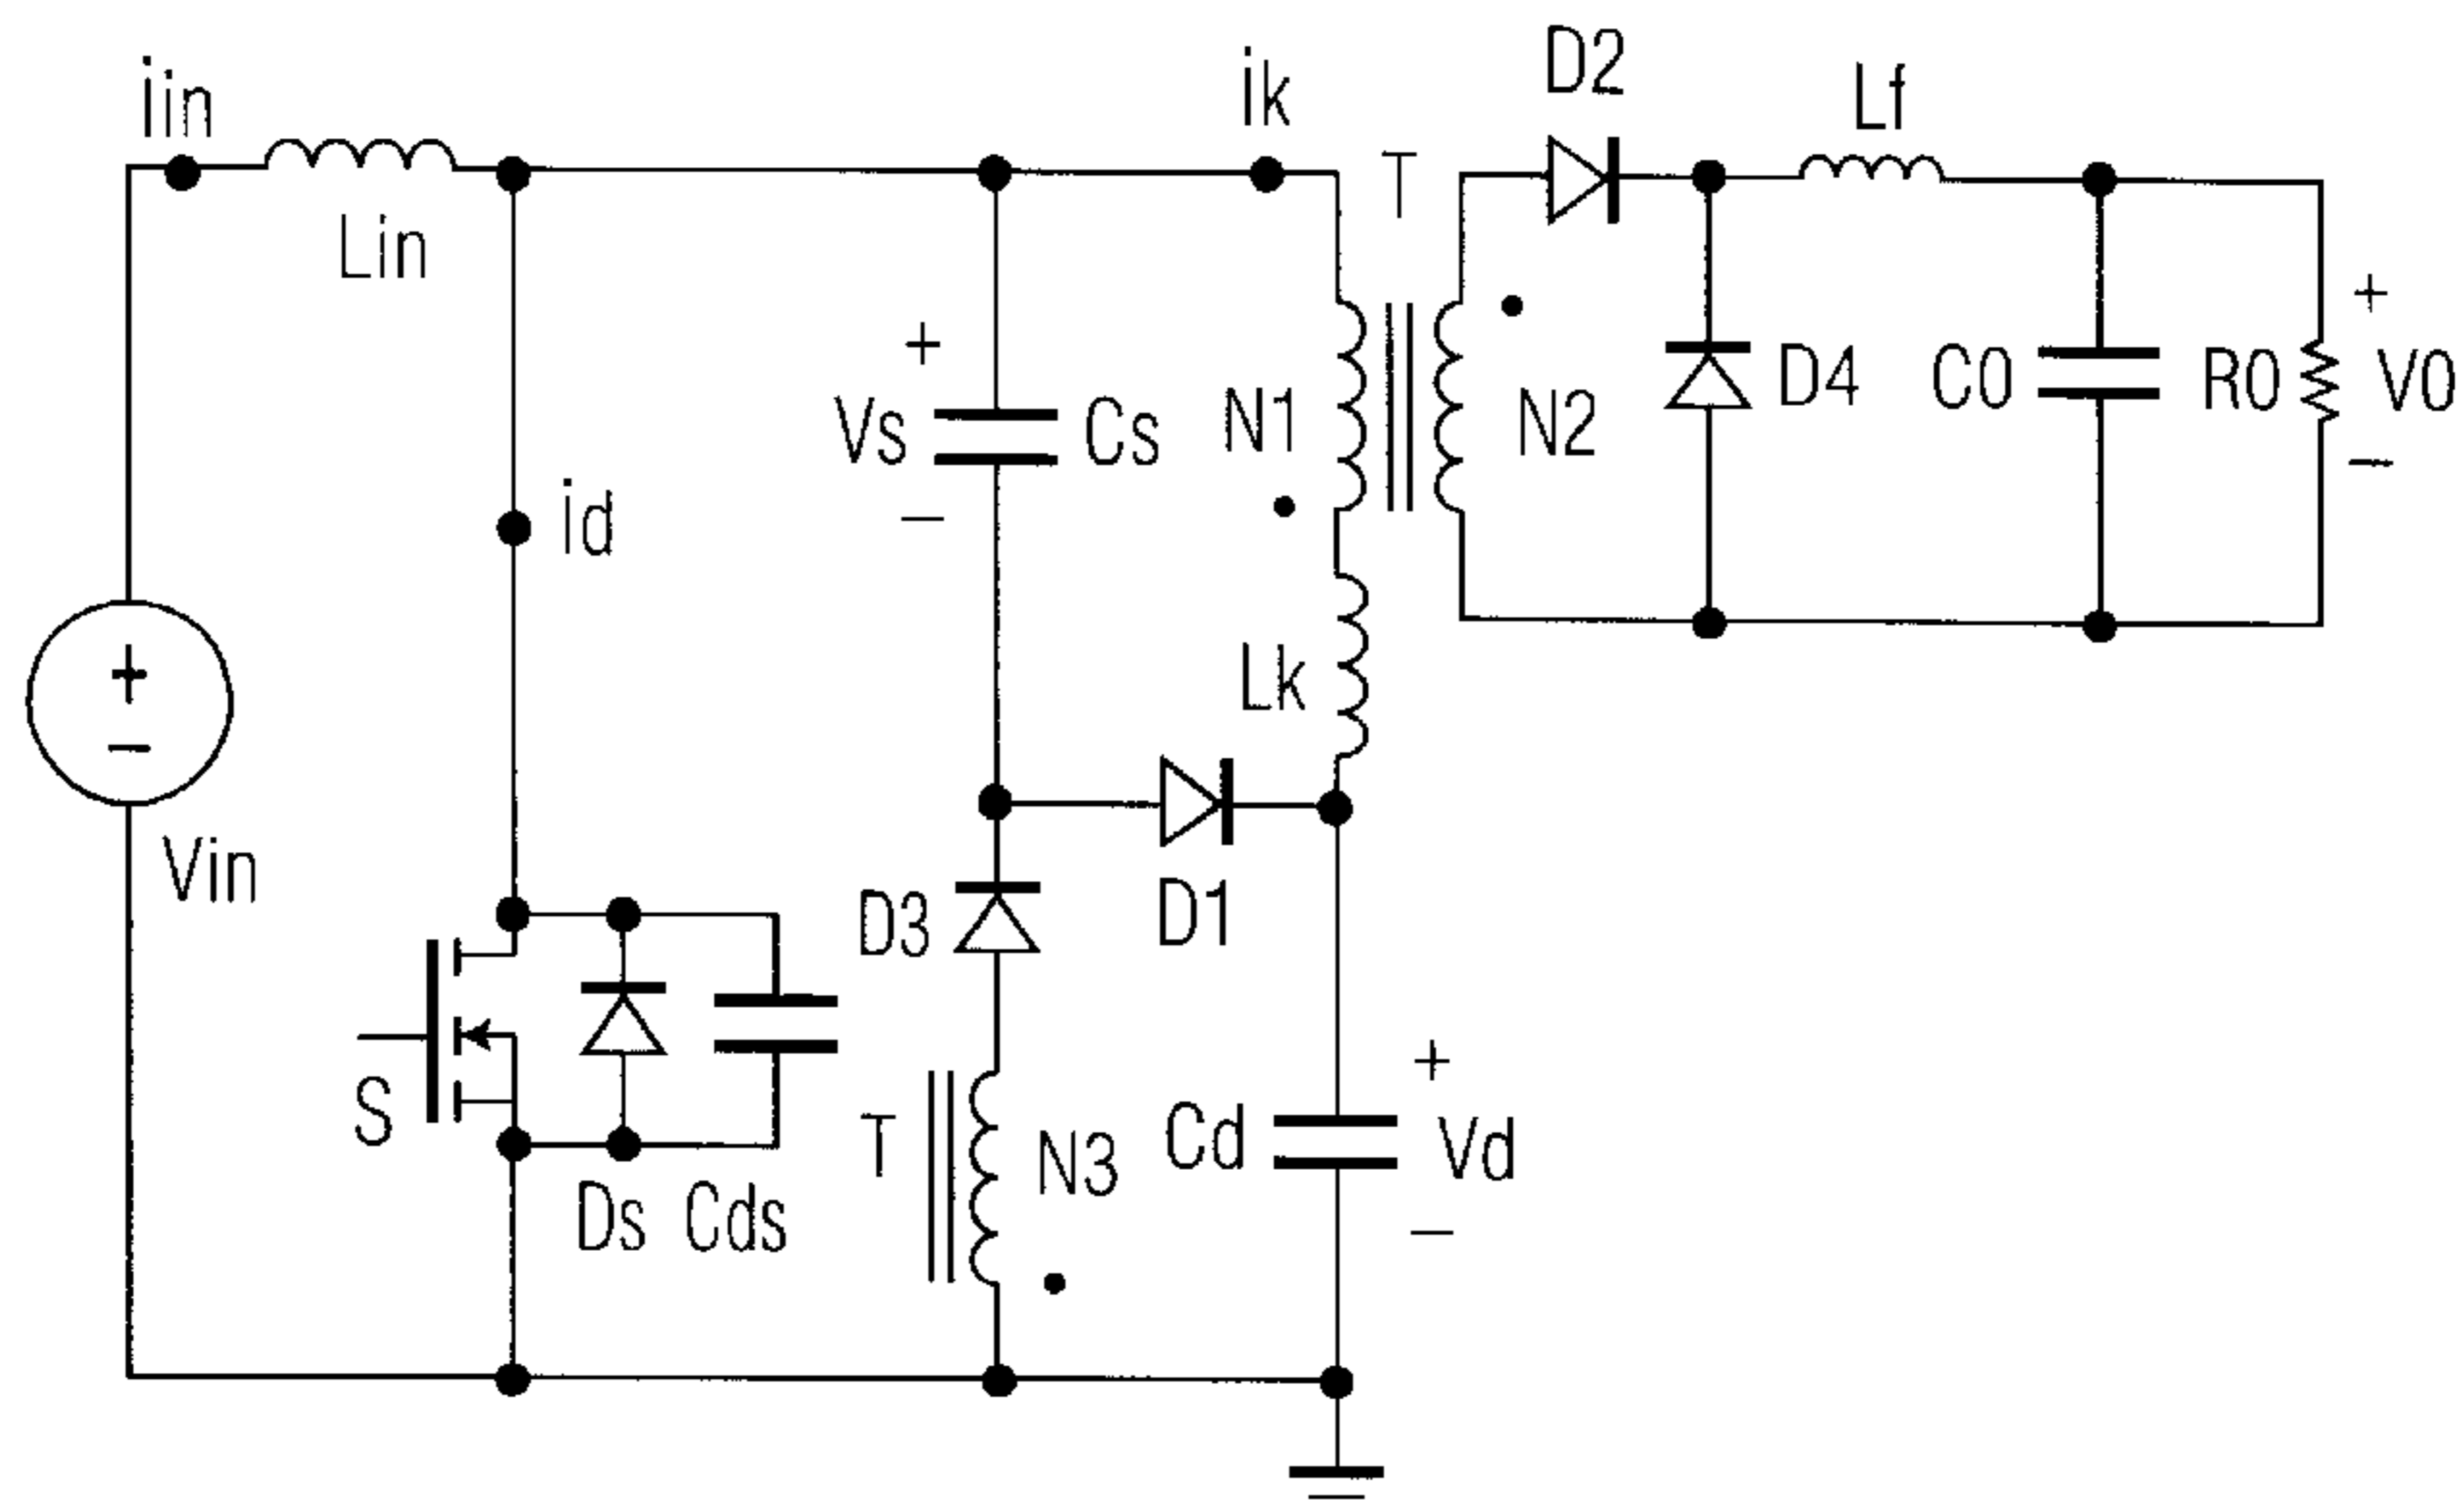 iin
Lin
ik
D2
Lf
T
+
Vs
Cs
−
N1
N2
D4
C0
R0
+
V0
−
id
Lk
+
−
Vin
D3
D1
S
Ds
Cds
T
N3
Cd
+
Vd
−